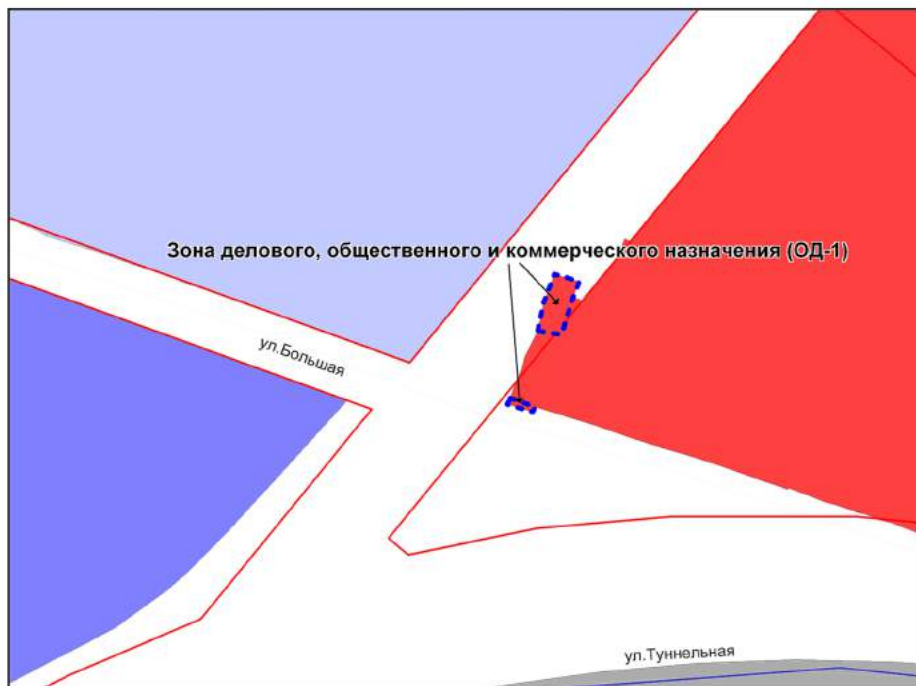 Зона делового, общественного и коммерческого назначения (ОД-1)
ул.Большая
ул.Туннельная